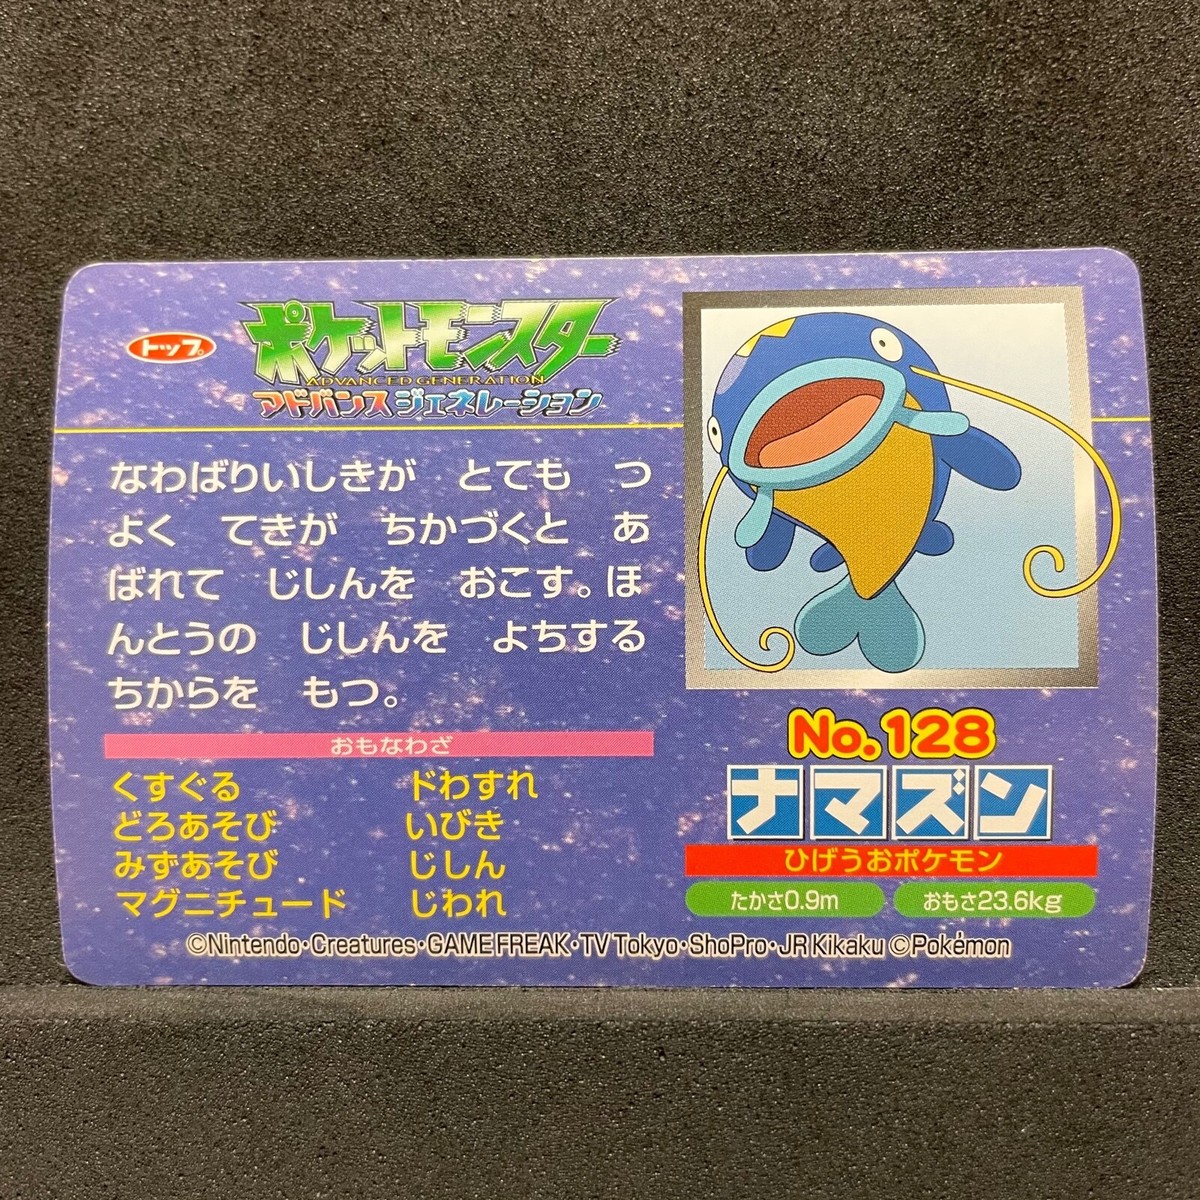 トップ
ポケットモンスター
ADVANCED GENERATION
アドバンスジェネレーション
なわばりいしきが とても つ
よく てきが ちかづくと あ
ばれて じしんを おこす。ほ
んとうの じしんを よちする
ちからを もつ。
おもなわざ
くすぐる ドわすれ
どろあそび いびき
みずあそび じしん
マグニチュード じわれ
No.128
ナマズン
ひげうおポケモン
たかさ0.9m おもさ23.6kg
©Nintendo・Creatures・GAME FREAK・TV Tokyo・ShoPro・JR Kikaku ©Pokémon